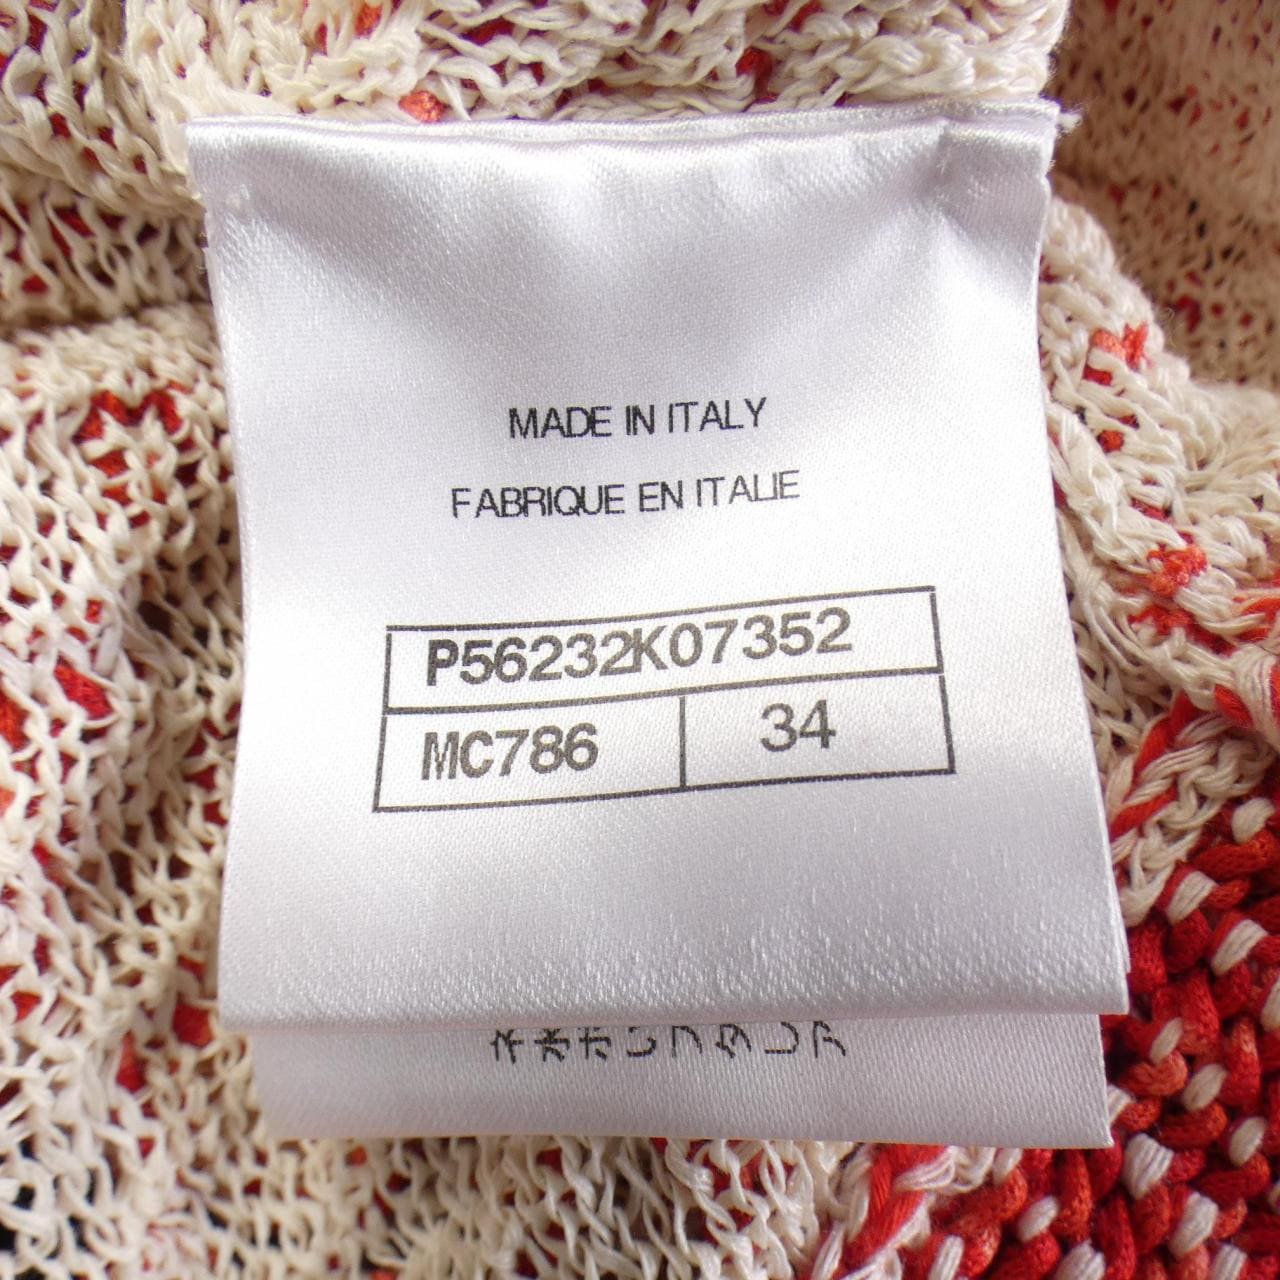 MADE IN ITALY
FABRIQUE EN ITALIE
P56232K07352
MC786 34